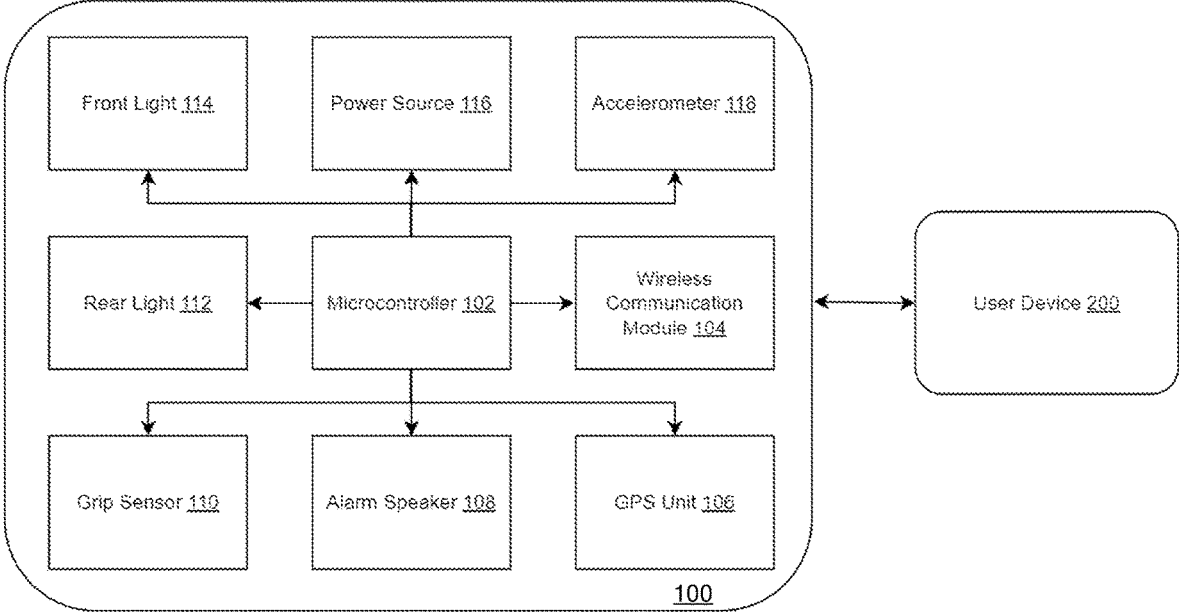 Front Light 114
Power Source 116
Accelerometer 118
Rear Light 112
Microcontroller 102
Wireless
Communication
Module 104
User Device 200
Grip Sensor 110
Alarm Speaker 108
GPS Unit 106
100